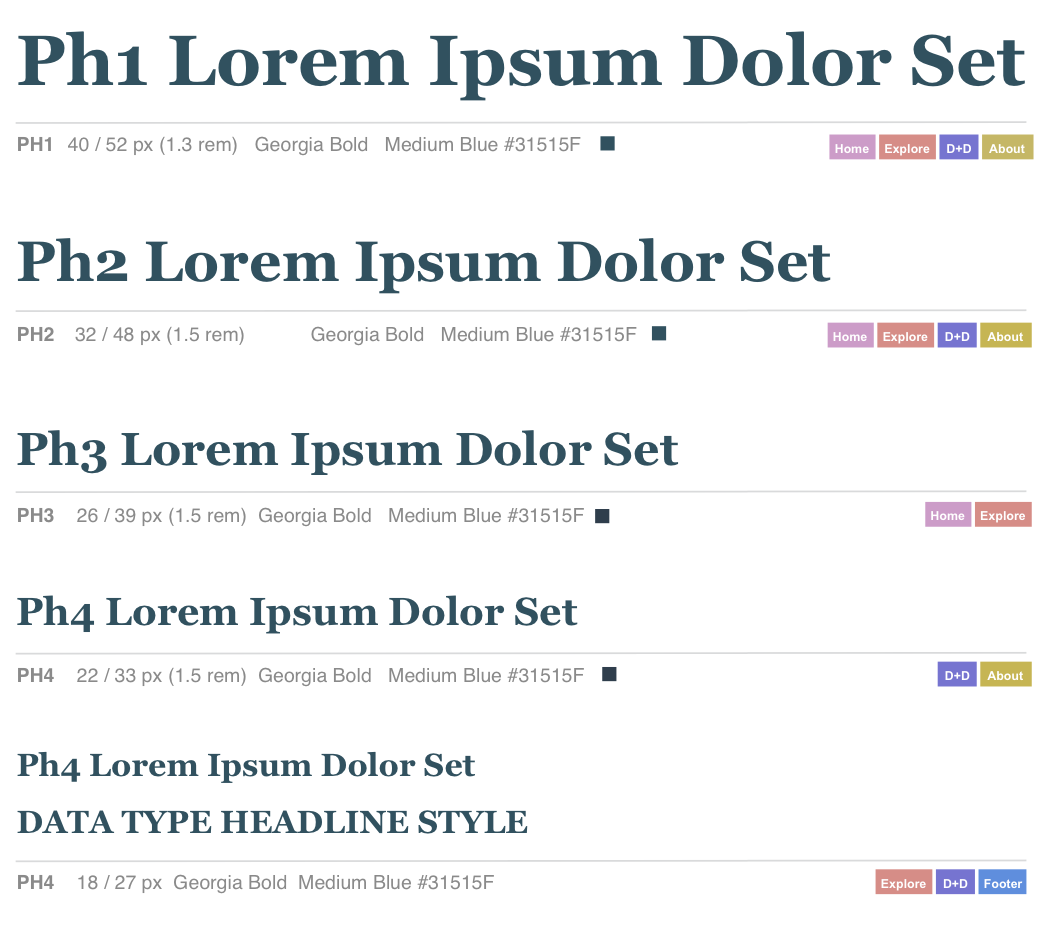 Ph1 Lorem Ipsum Dolor Set
PH1 40 / 52 px (1.3 rem) Georgia Bold Medium Blue #31515F Home Explore D+D About
Ph2 Lorem Ipsum Dolor Set
PH2 32 / 48 px (1.5 rem) Georgia Bold Medium Blue #31515F Home Explore D+D About
Ph3 Lorem Ipsum Dolor Set
PH3 26 / 39 px (1.5 rem) Georgia Bold Medium Blue #31515F Home Explore
Ph4 Lorem Ipsum Dolor Set
PH4 22 / 33 px (1.5 rem) Georgia Bold Medium Blue #31515F D+D About
Ph4 Lorem Ipsum Dolor Set
DATA TYPE HEADLINE STYLE
PH4 18 / 27 px Georgia Bold Medium Blue #31515F Explore D+D Footer